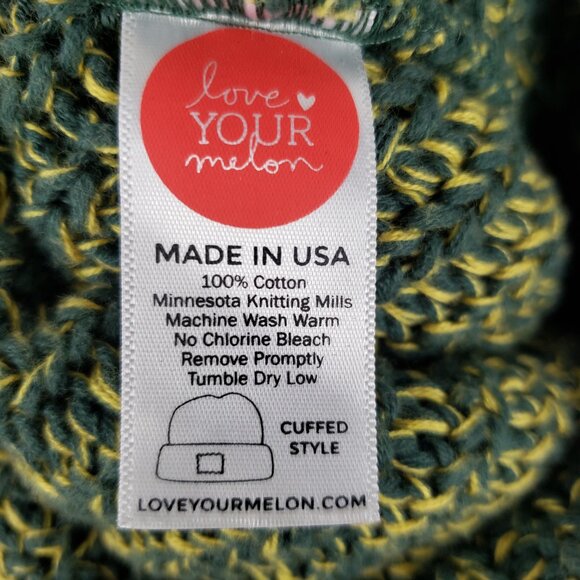 love
YOUR
melon
MADE IN USA
100% Cotton
Minnesota Knitting Mills
Machine Wash Warm
No Chlorine Bleach
Remove Promptly
Tumble Dry Low
CUFFED
STYLE
LOVEYOURMELON.COM